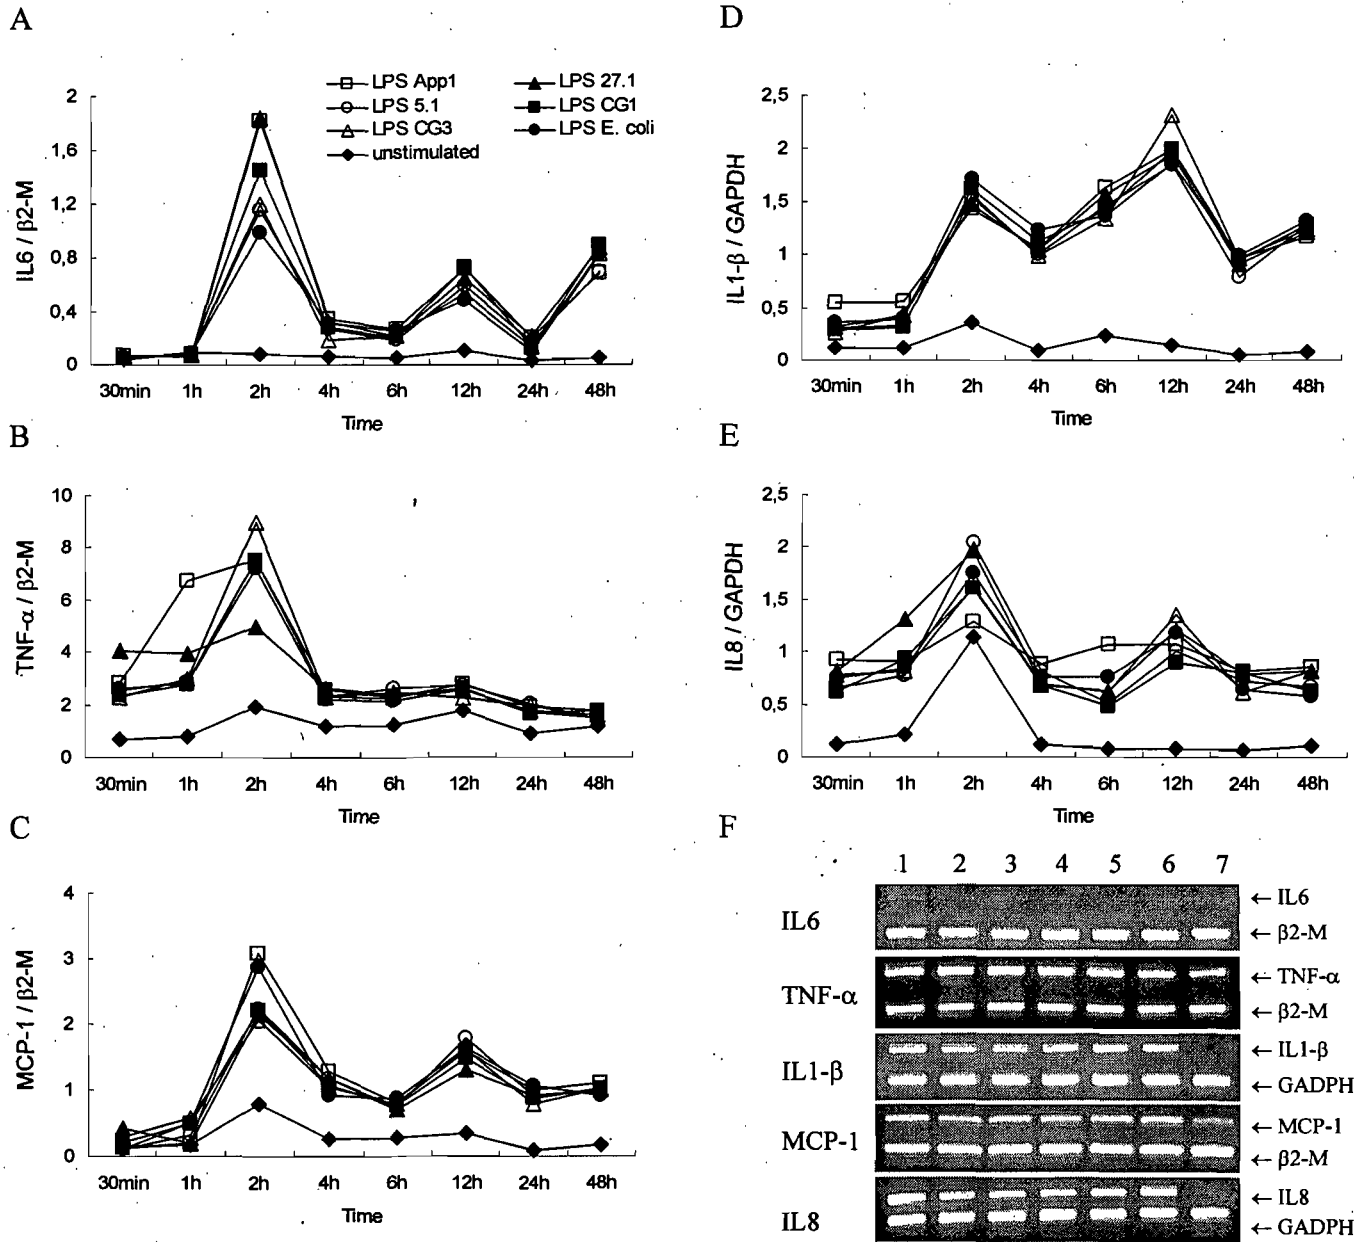 A
LPS App1
LPS 27.1
LPS 5.1
LPS CG1
LPS CG3
LPS E. coli
unstimulated
IL6 / β2-M
2
1,6
1,2
0,8
0,4
0
30min 1h 2h 4h 6h 12h 24h 48h
Time
B
TNF-α / β2-M
10
8
6
4
2
0
30min 1h 2h 4h 6h 12h 24h 48h
Time
C
MCP-1 / β2-M
4
3
2
1
0
30min 1h 2h 4h 6h 12h 24h 48h
Time
D
IL1-β / GAPDH
2,5
2
1,5
1
0,5
0
30min 1h 2h 4h 6h 12h 24h 48h
Time
E
IL8 / GAPDH
2,5
2
1,5
1
0,5
0
30min 1h 2h 4h 6h 12h 24h 48h
Time
F
1 2 3 4 5 6 7
IL6
← IL6
← β2-M
TNF-α
← TNF-α
← β2-M
IL1-β
← IL1-β
← GADPH
MCP-1
← MCP-1
← β2-M
IL8
← IL8
← GADPH